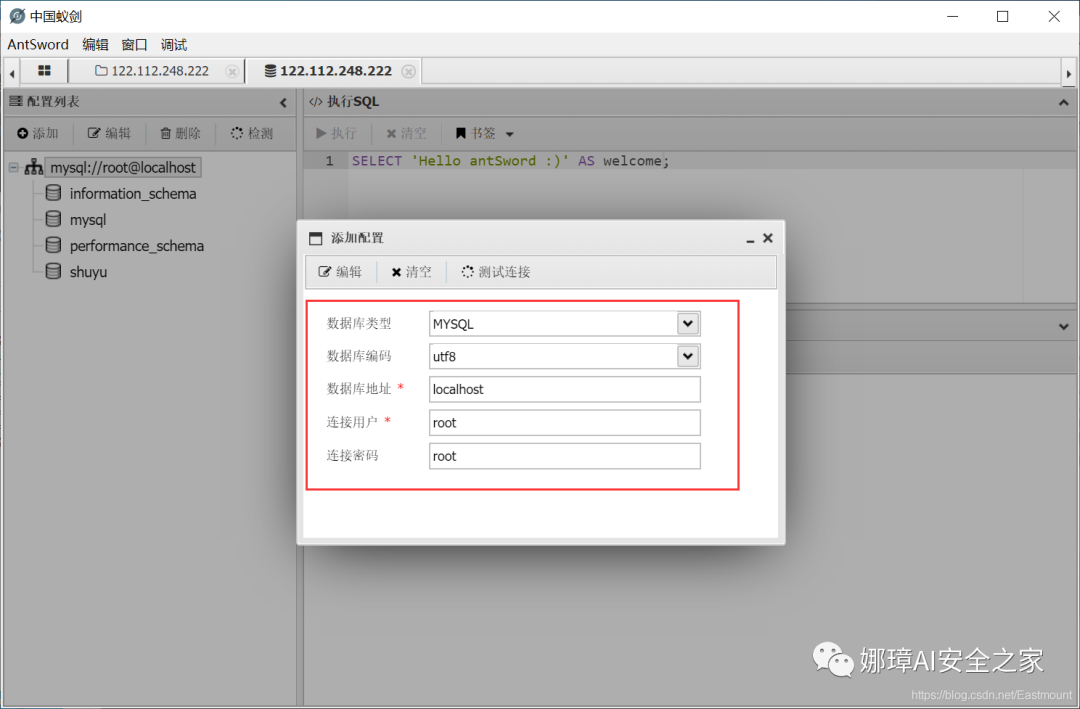 中国蚁剑
AntSword 编辑 窗口 调试
122.112.248.222 122.112.248.222
配置列表
添加 编辑 删除 检测
mysql://root@localhost
information_schema
mysql
performance_schema
shuyu
</> 执行SQL
执行 清空 书签
1 SELECT 'Hello antSword :)' AS welcome;
添加配置
编辑 清空 测试连接
数据库类型 MYSQL
数据库编码 utf8
数据库地址 * localhost
连接用户 * root
连接密码 root
娜璋AI安全之家
https://blog.csdn.net/Eastmount